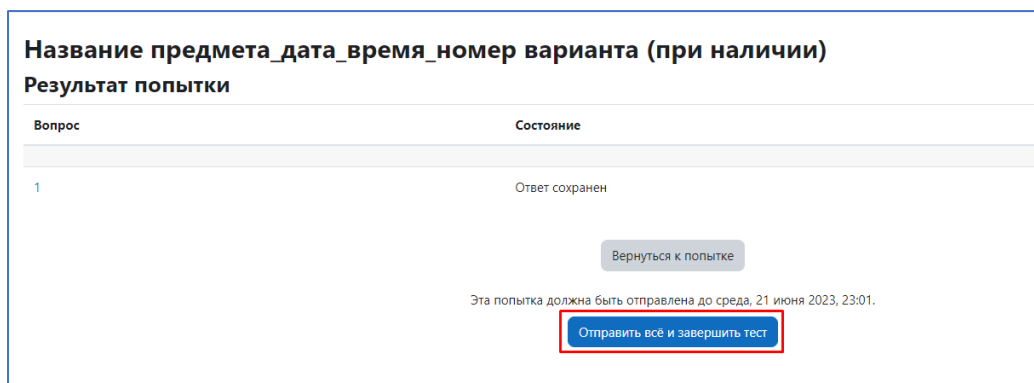 Название предмета_дата_время_номер варианта (при наличии)
Результат попытки
Вопрос Состояние
1 Ответ сохранен
Вернуться к попытке
Эта попытка должна быть отправлена до среда, 21 июня 2023, 23:01.
Отправить всё и завершить тест